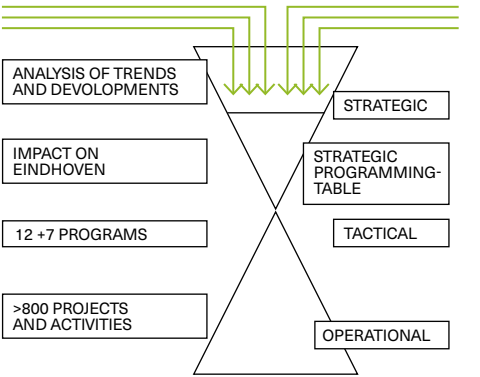 ANALYSIS OF TRENDS
AND DEVOLOPMENTS
STRATEGIC
IMPACT ON
EINDHOVEN
STRATEGIC
PROGRAMMING-
TABLE
12 +7 PROGRAMS
TACTICAL
>800 PROJECTS
AND ACTIVITIES
OPERATIONAL